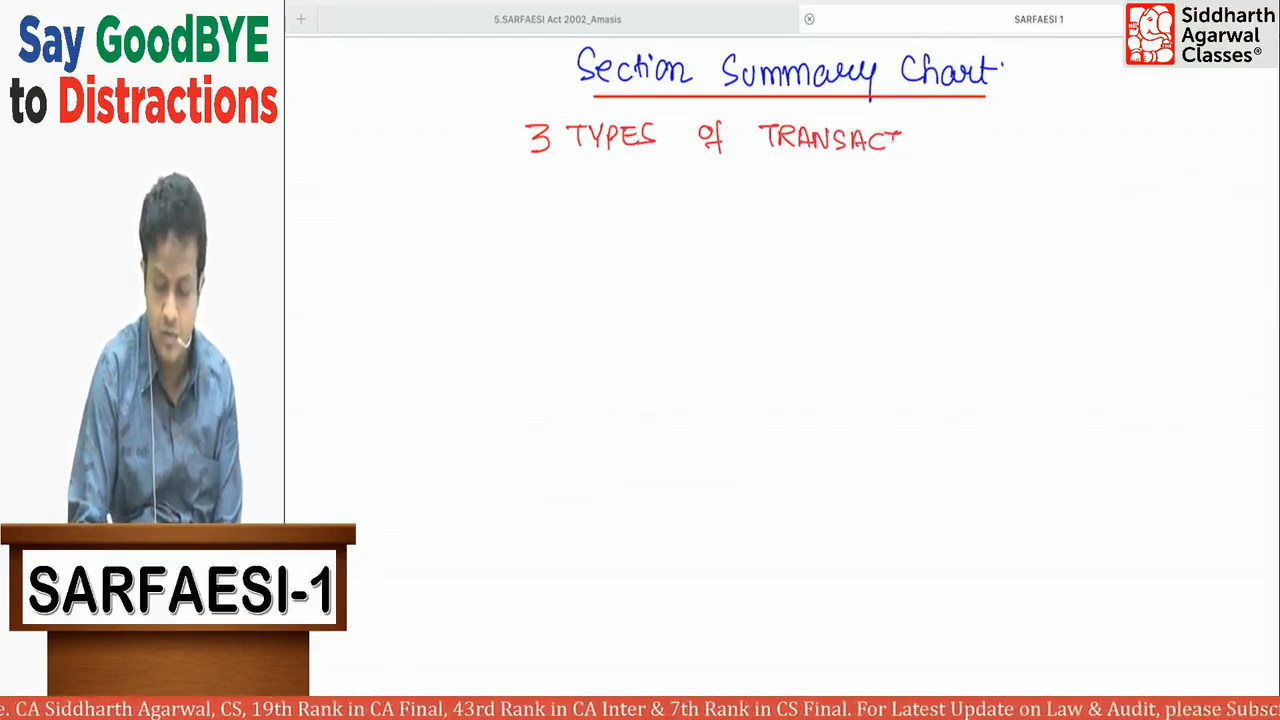 Say GoodBYE
to Distractions
5.SARFAESI Act 2002_Amasis
SARFAESI 1
Siddharth
Agarwal
Classes®
Section Summary Chart.
3 TYPES of TRANSACT
SARFAESI-1
e. CA Siddharth Agarwal, CS, 19th Rank in CA Final, 43rd Rank in CA Inter & 7th Rank in CS Final. For Latest Update on Law & Audit, please Subsc